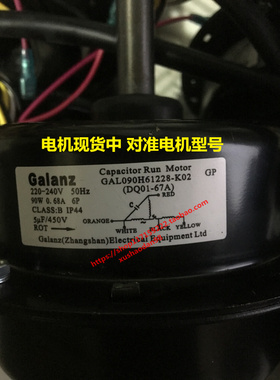 电机现货中 对准电机型号
Galanz
Capacitor Run Motor
GAL090H61228-K02
(DQ01-67A)
GP
220-240V 50Hz
90W 0.68A 6P
CLASS:B IP44
5μF/450V
ROT
RED
C
ORANGE
WHITE
BLACK
YELLOW
Galanz(Zhangshan)Electrical Equipment Ltd